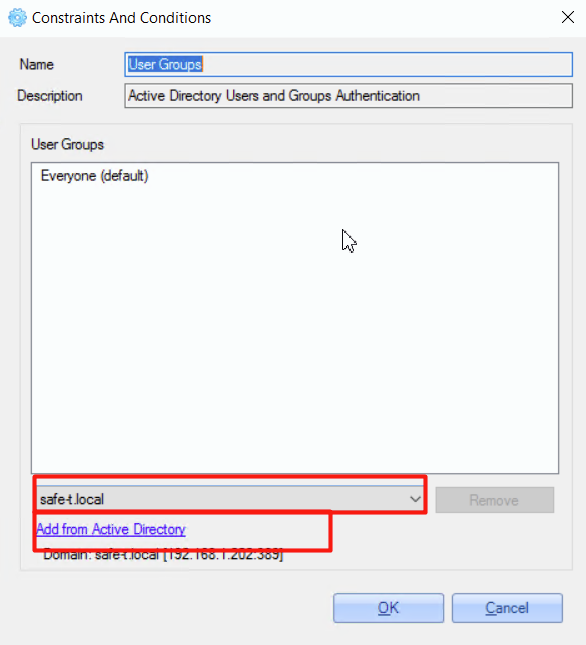 Constraints And Conditions
Name
User Groups
Description
Active Directory Users and Groups Authentication
User Groups
Everyone (default)
safe-t.local
Remove
Add from Active Directory
Domain: safe-t.local [192.168.1.202:389]
OK
Cancel